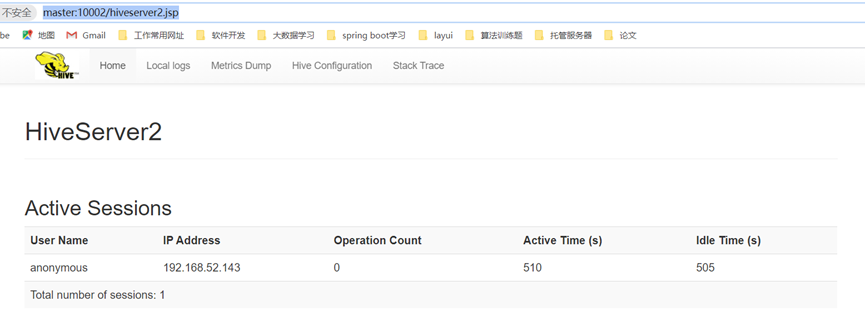 不安全 master:10002/hiveserver2.jsp
be 地图 Gmail 工作常用网址 软件开发 大数据学习 spring boot学习 layui 算法训练题 托管服务器 论文
HIVE Home Local logs Metrics Dump Hive Configuration Stack Trace
HiveServer2
Active Sessions
User Name IP Address Operation Count Active Time (s) Idle Time (s)
anonymous 192.168.52.143 0 510 505
Total number of sessions: 1